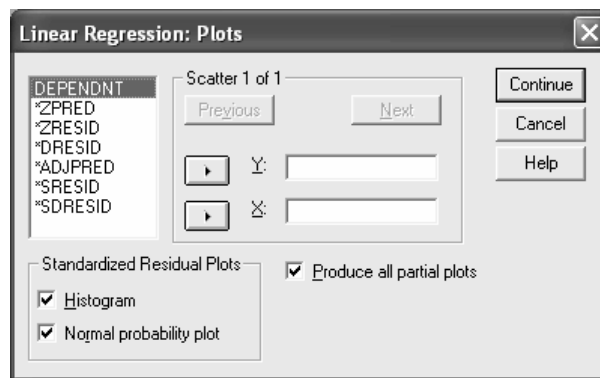 Linear Regression: Plots
DEPENDNT
*ZPRED
*ZRESID
*DRESID
*ADJPRED
*SRESID
*SDRESID
Scatter 1 of 1
Previous
Next
Y:
X:
Continue
Cancel
Help
Standardized Residual Plots
Histogram
Normal probability plot
Produce all partial plots